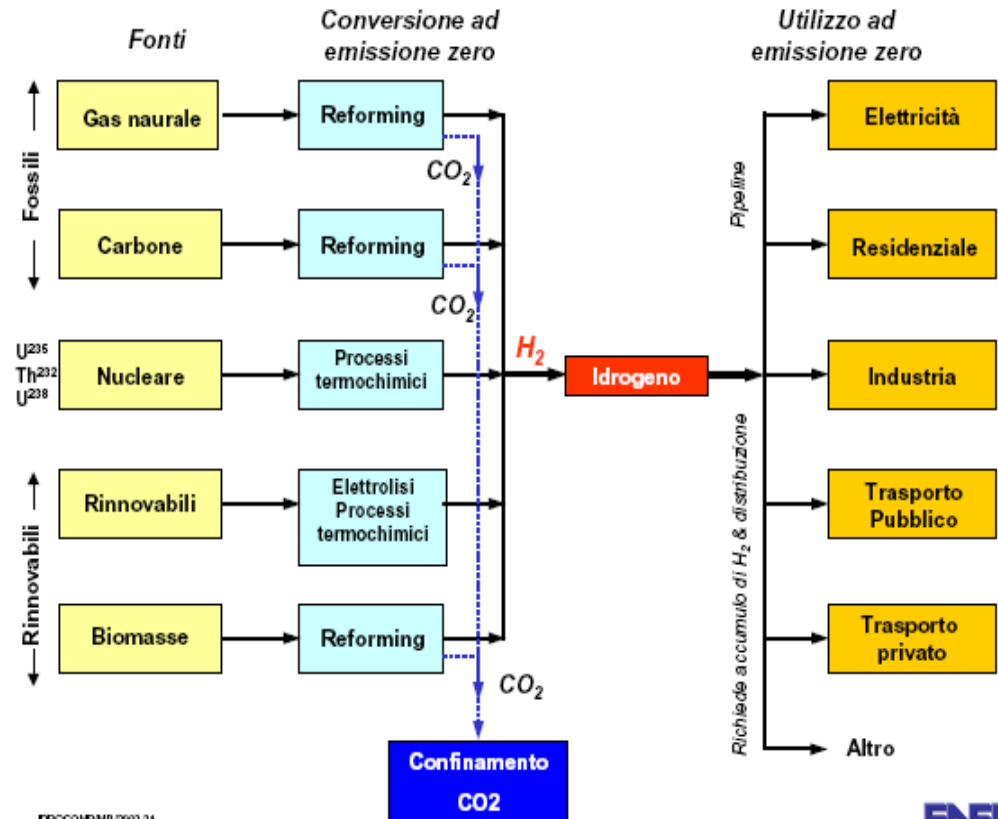 Fonti
Conversione ad
emissione zero
Utilizzo ad
emissione zero
Fossili
Gas naurale
Reforming
CO₂
Pipeline
Elettricità
Carbone
Reforming
CO₂
Residenziale
U²³⁵
Th²³²
U²³⁸
Nucleare
Processi
termochimici
H₂
Idrogeno
Industria
Rinnovabili
Rinnovabili
Elettrolisi
Processi
termochimici
Richiede accumulo di H₂ & distribuzione
Trasporto
Pubblico
Biomasse
Reforming
CO₂
Trasporto
privato
Altro
Confinamento
CO2